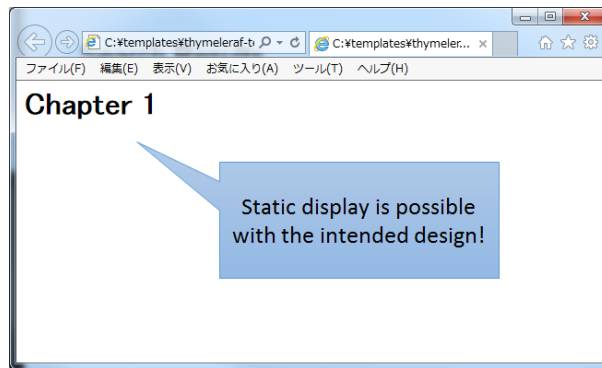 C:¥templates¥thymeleraf-t
C:¥templates¥thymeler...
ファイル(F) 編集(E) 表示(V) お気に入り(A) ツール(T) ヘルプ(H)
Chapter 1
Static display is possible
with the intended design!